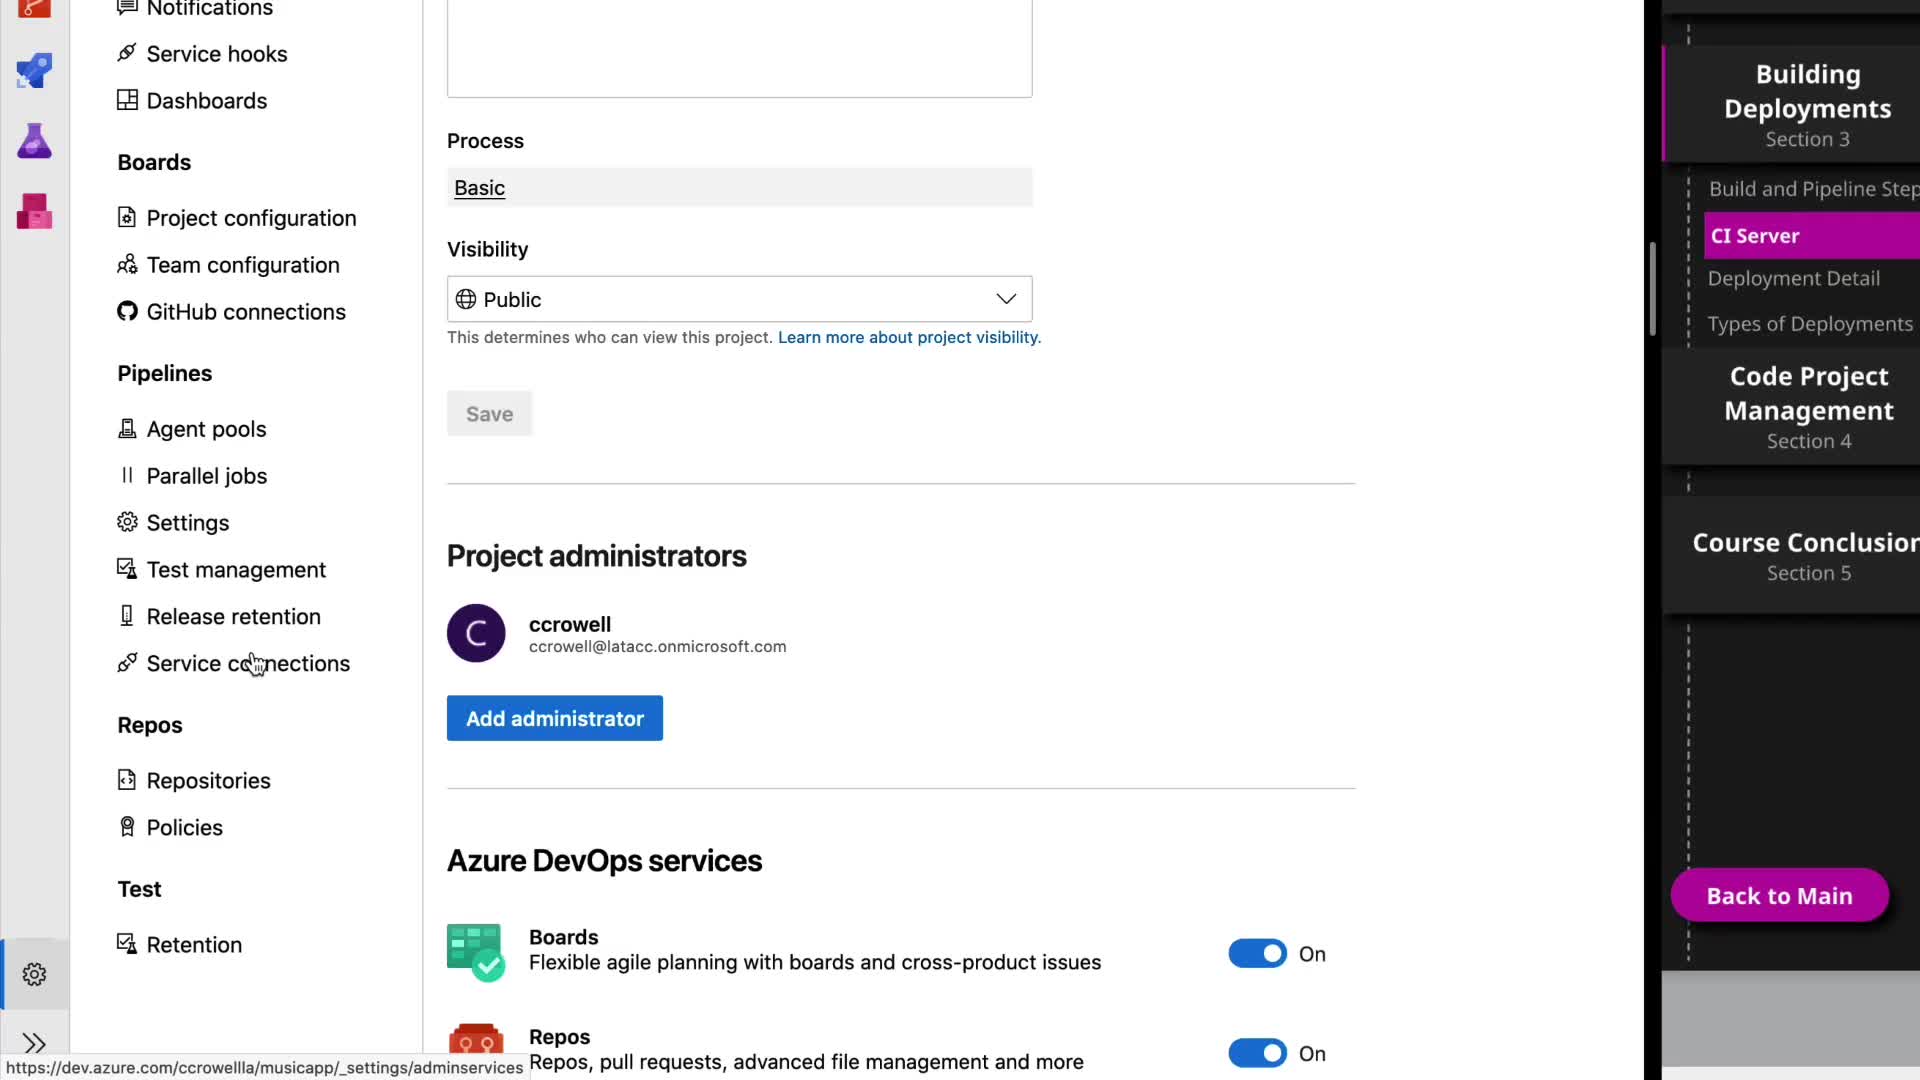 Notifications
Service hooks
Dashboards
Boards
Project configuration
Team configuration
GitHub connections
Pipelines
Agent pools
Parallel jobs
Settings
Test management
Release retention
Service connections
Repos
Repositories
Policies
Test
Retention
https://dev.azure.com/ccrowellla/musicapp/_settings/adminservices
Process
Basic
Visibility
Public
This determines who can view this project. Learn more about project visibility.
Save
Project administrators
C
ccrowell
ccrowell@latacc.onmicrosoft.com
Add administrator
Azure DevOps services
Boards
Flexible agile planning with boards and cross-product issues
On
Repos
Repos, pull requests, advanced file management and more
On
Building
Deployments
Section 3
Build and Pipeline Step
CI Server
Deployment Detail
Types of Deployments
Code Project
Management
Section 4
Course Conclusion
Section 5
Back to Main